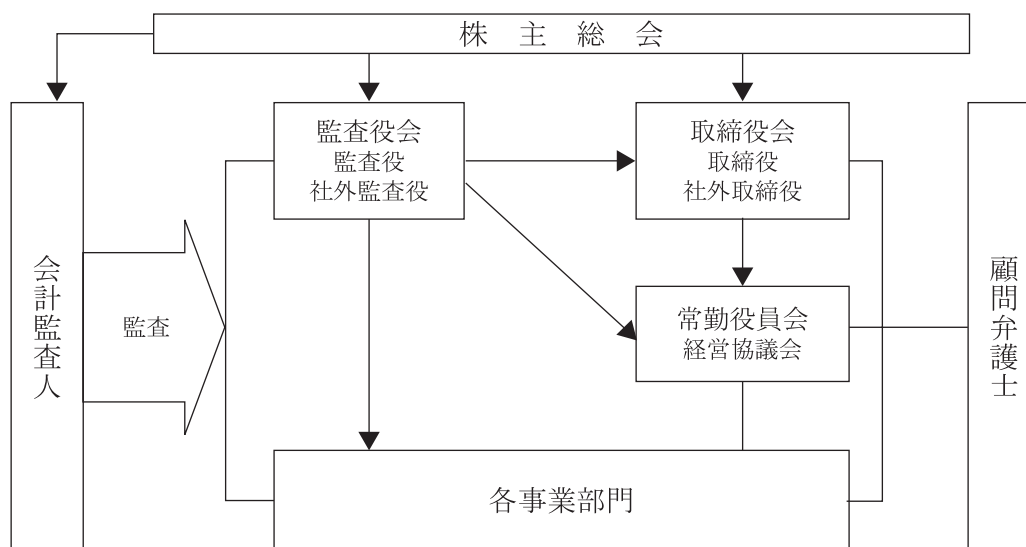 株主総会
監査役会
監査役
社外監査役
取締役会
取締役
社外取締役
会計監査人
監査
常勤役員会
経営協議会
顧問弁護士
各事業部門